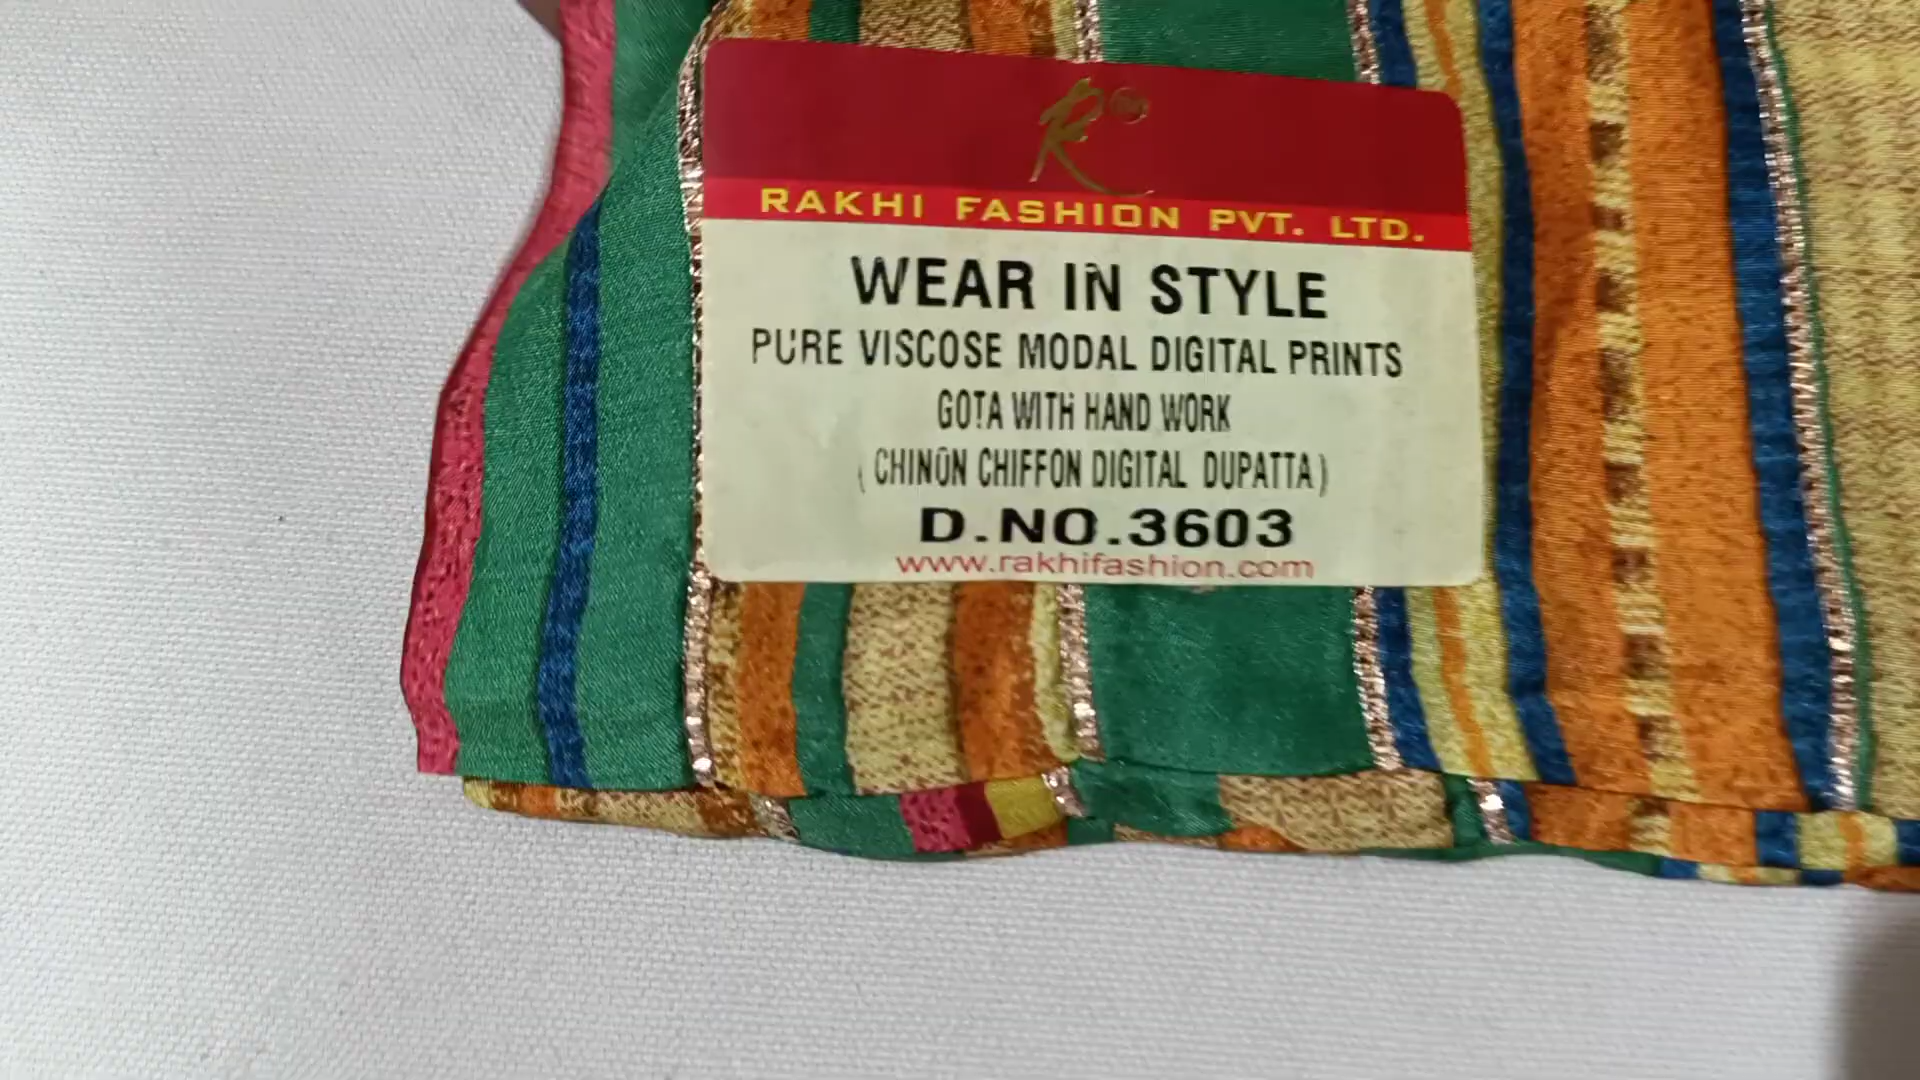 RAKHI FASHION PVT. LTD.
WEAR IN STYLE
PURE VISCOSE MODAL DIGITAL PRINTS
GOTA WITH HAND WORK
( CHINON CHIFFON DIGITAL DUPATTA )
D.NO.3603
www.rakhifashion.com